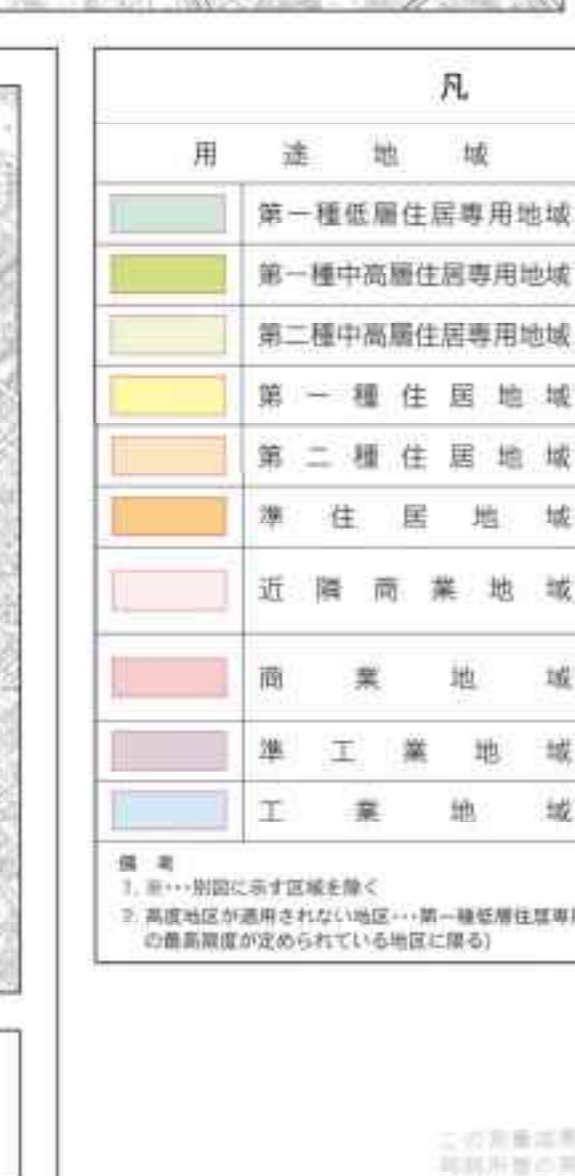 凡
用途地域
第一種低層住居専用地域
第一種中高層住居専用地域
第二種中高層住居専用地域
第一種住居地域
第二種住居地域
準住居地域
近隣商業地域
商業地域
準工業地域
工業地域
備考
1. ※･･･別図に示す区域を除く
2. 高度地区が適用されない地区･･･第一種低層住居専用
の最高限度が定められている地区に限る)